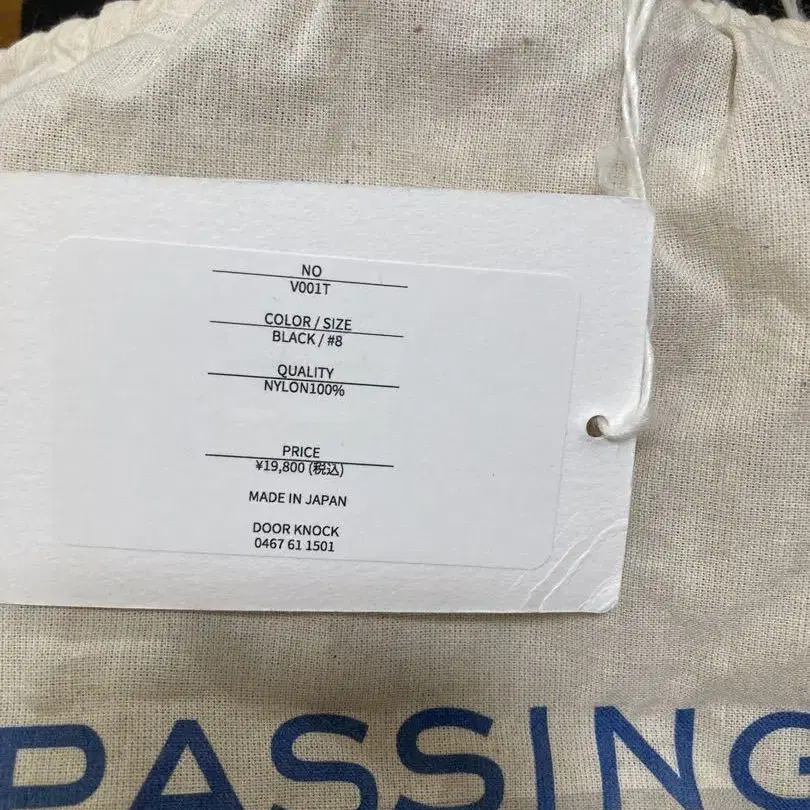 NO
V001T
COLOR / SIZE
BLACK / #8
QUALITY
NYLON100%
PRICE
¥19,800 (税込)
MADE IN JAPAN
DOOR KNOCK
0467 61 1501
PASSING